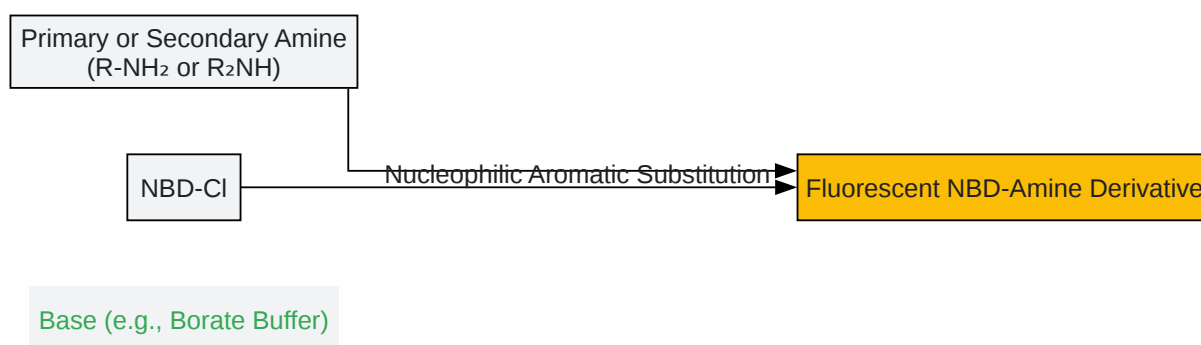 Primary or Secondary Amine
(R-NH₂ or R₂NH)
Nucleophilic Aromatic Substitution
NBD-Cl
Fluorescent NBD-Amine Derivative
Base (e.g., Borate Buffer)